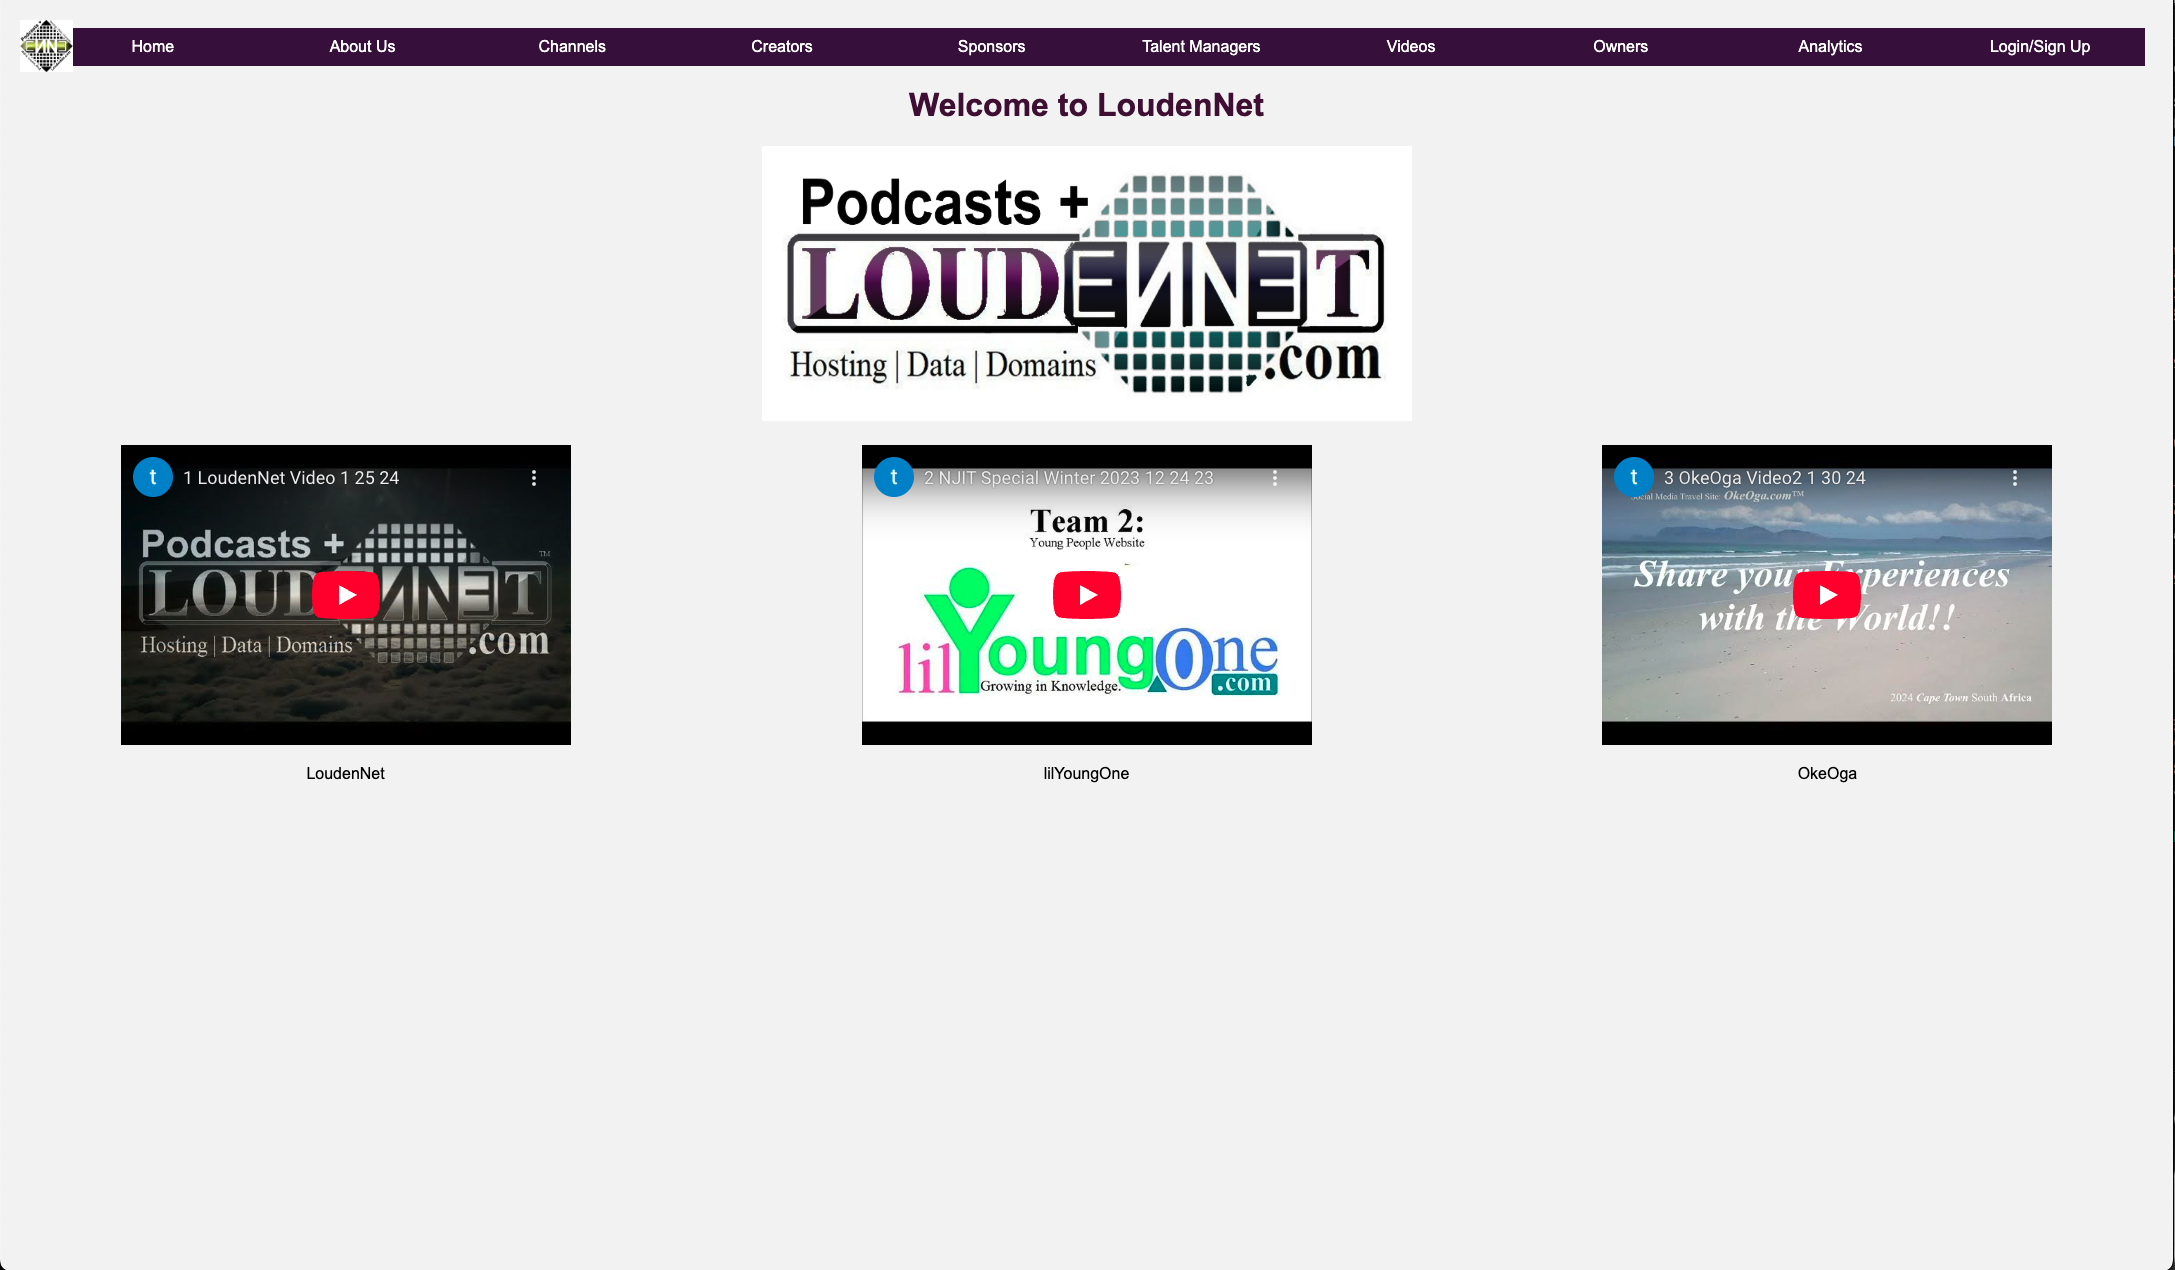 Home About Us Channels Creators Sponsors Talent Managers Videos Owners Analytics Login/Sign Up
Welcome to LoudenNet
Podcasts +
LOUDENNET
Hosting | Data | Domains .com
1 LoudenNet Video 1 25 24
Podcasts +
LOUDENNET TM
Hosting | Data | Domains .com
LoudenNet
2 NJIT Special Winter 2023 12 24 23
Team 2:
Young People Website
lilYoungOne
Growing in Knowledge. .com
lilYoungOne
3 OkeOga Video2 1 30 24
Social Media Travel Site: OkeOga.com™
Share your Experiences
with the World!!
2024 Cape Town South Africa
OkeOga